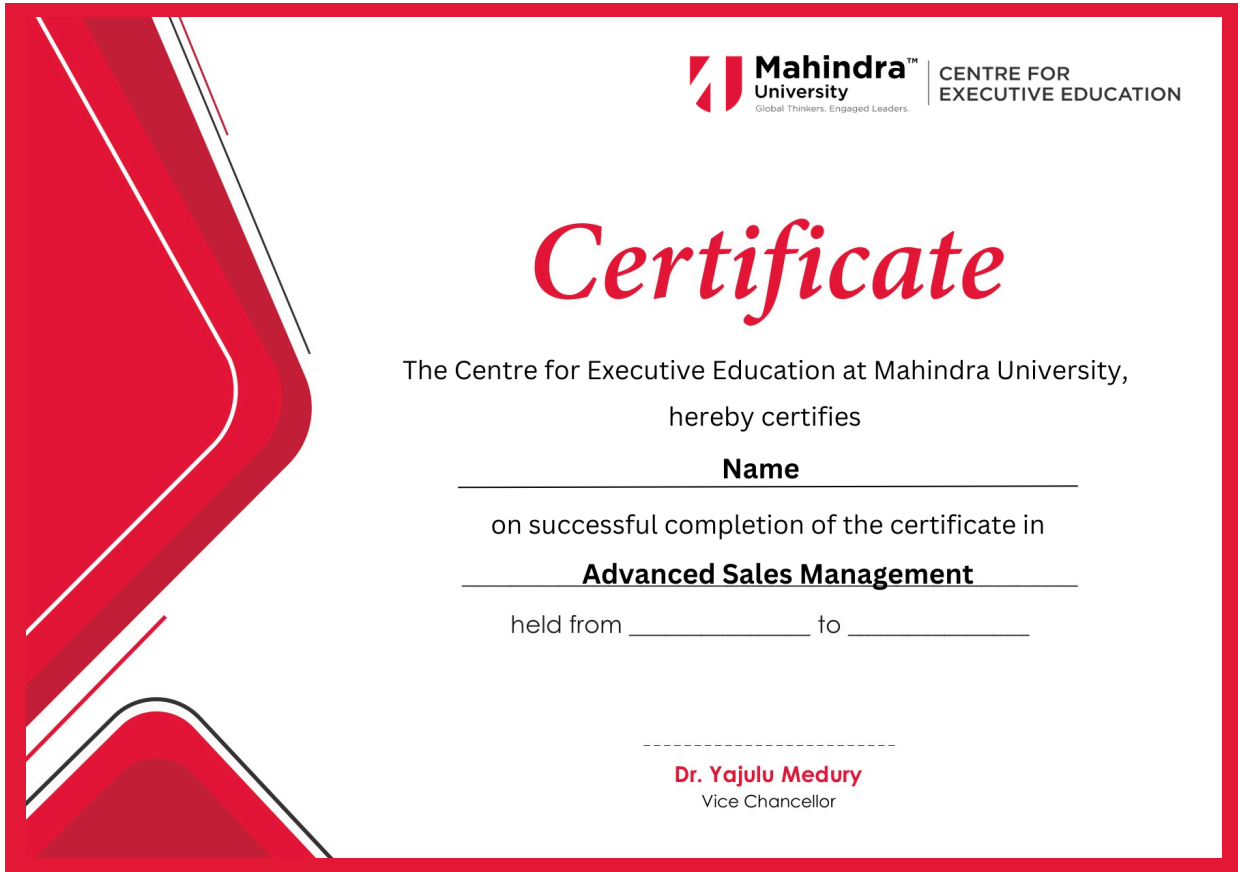 Mahindra™
University
Global Thinkers. Engaged Leaders.
CENTRE FOR
EXECUTIVE EDUCATION
Certificate
The Centre for Executive Education at Mahindra University,
hereby certifies
Name
on successful completion of the certificate in
Advanced Sales Management
held from _______________ to _______________
Dr. Yajulu Medury
Vice Chancellor